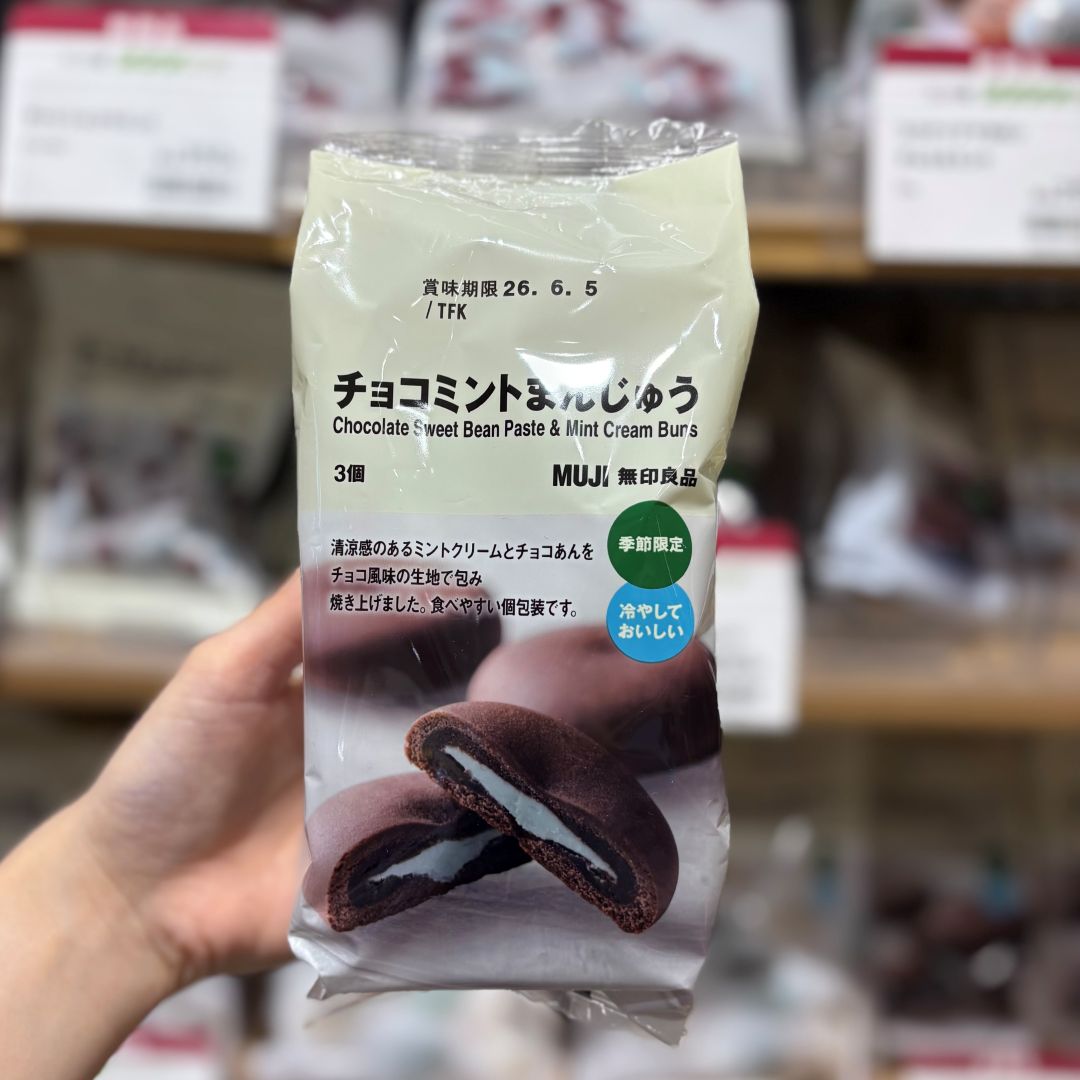 賞味期限 26. 6. 5
/ TFK
チョコミントまんじゅう
Chocolate Sweet Bean Paste & Mint Cream Buns
3個
MUJI 無印良品
季節限定
清涼感のあるミントクリームとチョコあんを
チョコ風味の生地で包み
焼き上げました。食べやすい個包装です。
冷やして
おいしい